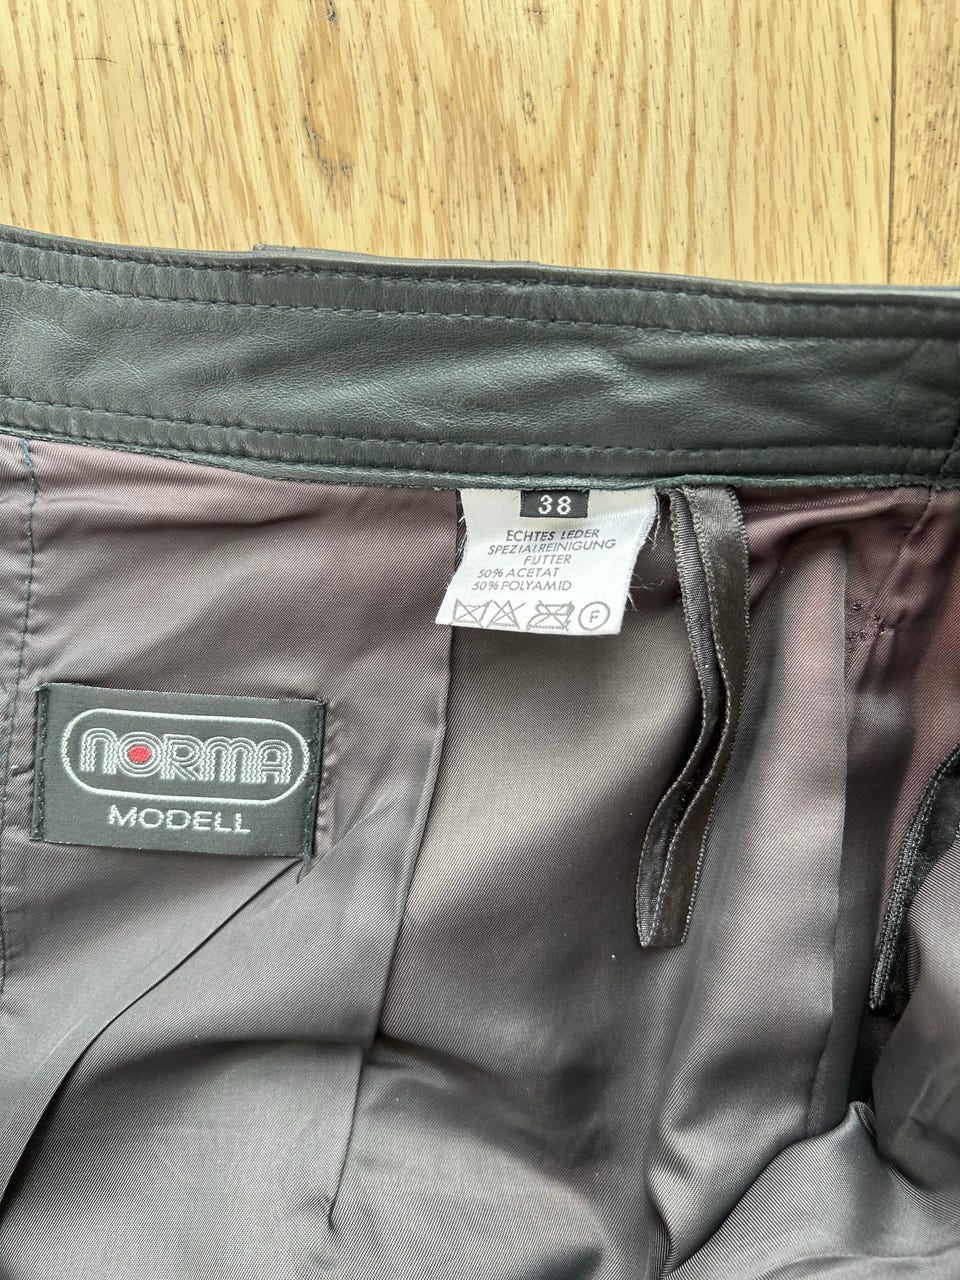 38
ECHTES LEDER
SPEZIALREINIGUNG
FUTTER
50% ACETAT
50% POLYAMID
F
NORMA
MODELL